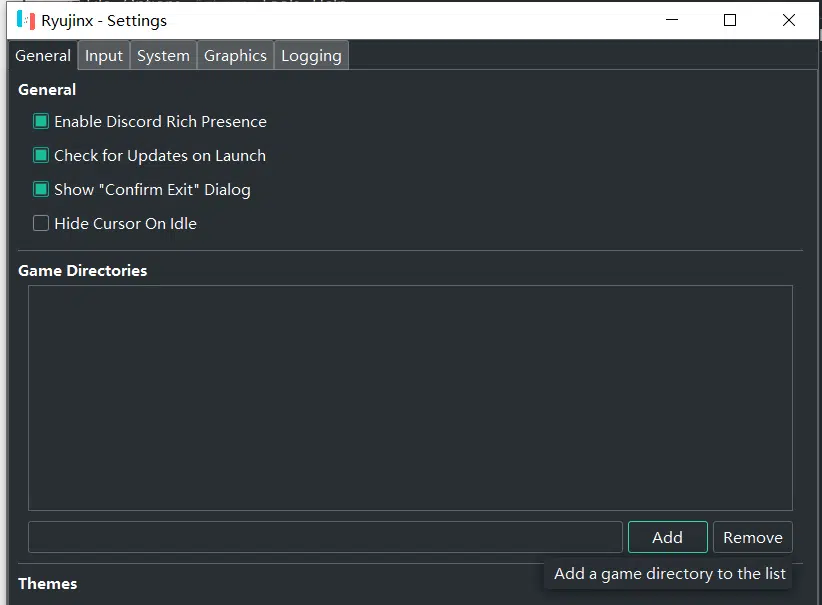 Ryujinx - Settings
General Input System Graphics Logging
General
Enable Discord Rich Presence
Check for Updates on Launch
Show "Confirm Exit" Dialog
Hide Cursor On Idle
Game Directories
Add Remove
Add a game directory to the list
Themes